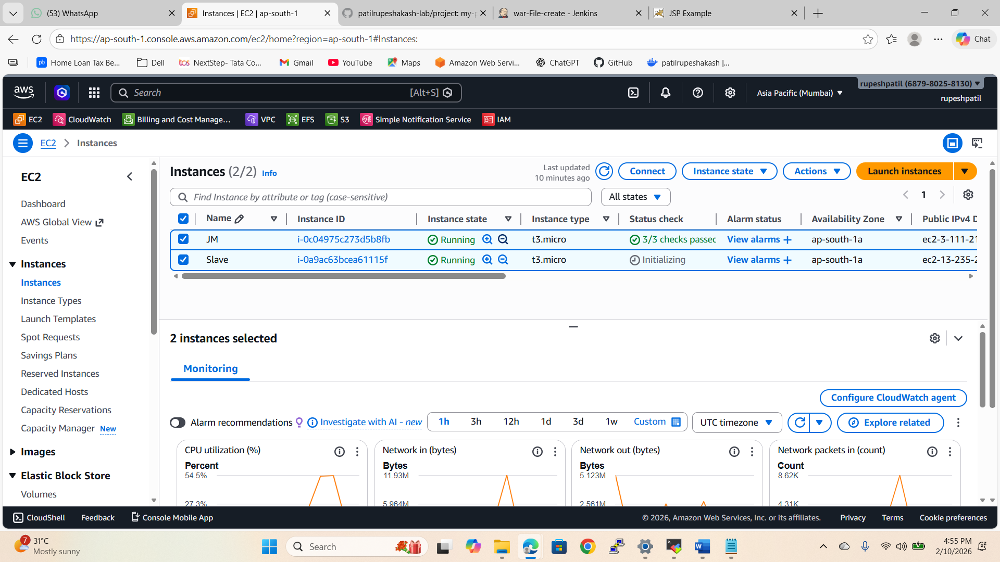 (53) WhatsApp
Instances | EC2 | ap-south-1
patilrupeshakash-lab/project: my-p
war-File-create - Jenkins
JSP Example
https://ap-south-1.console.aws.amazon.com/ec2/home?region=ap-south-1#Instances:
Chat
Home Loan Tax Be...
Dell
tcs NextStep- Tata Co...
Gmail
YouTube
Maps
Amazon Web Servi...
ChatGPT
GitHub
patilrupeshakash |...
aws
Search
[Alt+S]
Asia Pacific (Mumbai)
rupeshpatil (6879-8025-8130)
rupeshpatil
EC2
CloudWatch
Billing and Cost Manage...
VPC
EFS
S3
Simple Notification Service
IAM
EC2
Instances
EC2
Dashboard
AWS Global View
Events
Instances
Instances
Instance Types
Launch Templates
Spot Requests
Savings Plans
Reserved Instances
Dedicated Hosts
Capacity Reservations
Capacity Manager New
Images
Elastic Block Store
Volumes
Instances (2/2) Info
Last updated
10 minutes ago
Connect
Instance state
Actions
Launch instances
Find Instance by attribute or tag (case-sensitive)
All states
1
Name Instance ID Instance state Instance type Status check Alarm status Availability Zone Public IPv4 D
JM i-0c04975c273d5b8fb Running t3.micro 3/3 checks passec View alarms + ap-south-1a ec2-3-111-21
Slave i-0a9ac63bcea61115f Running t3.micro Initializing View alarms + ap-south-1a ec2-13-235-2
2 instances selected
Monitoring
Configure CloudWatch agent
Alarm recommendations
Investigate with AI - new
1h 3h 12h 1d 3d 1w Custom
UTC timezone
Explore related
CPU utilization (%)
Percent
54.5%
27.3%
Network in (bytes)
Bytes
11.93M
5.964M
Network out (bytes)
Bytes
5.123M
2.561M
Network packets in (count)
Count
8.62K
4.31K
CloudShell
Feedback
Console Mobile App
© 2026, Amazon Web Services, Inc. or its affiliates.
Privacy
Terms
Cookie preferences
7
31°C
Mostly sunny
Search
4:55 PM
2/10/2026